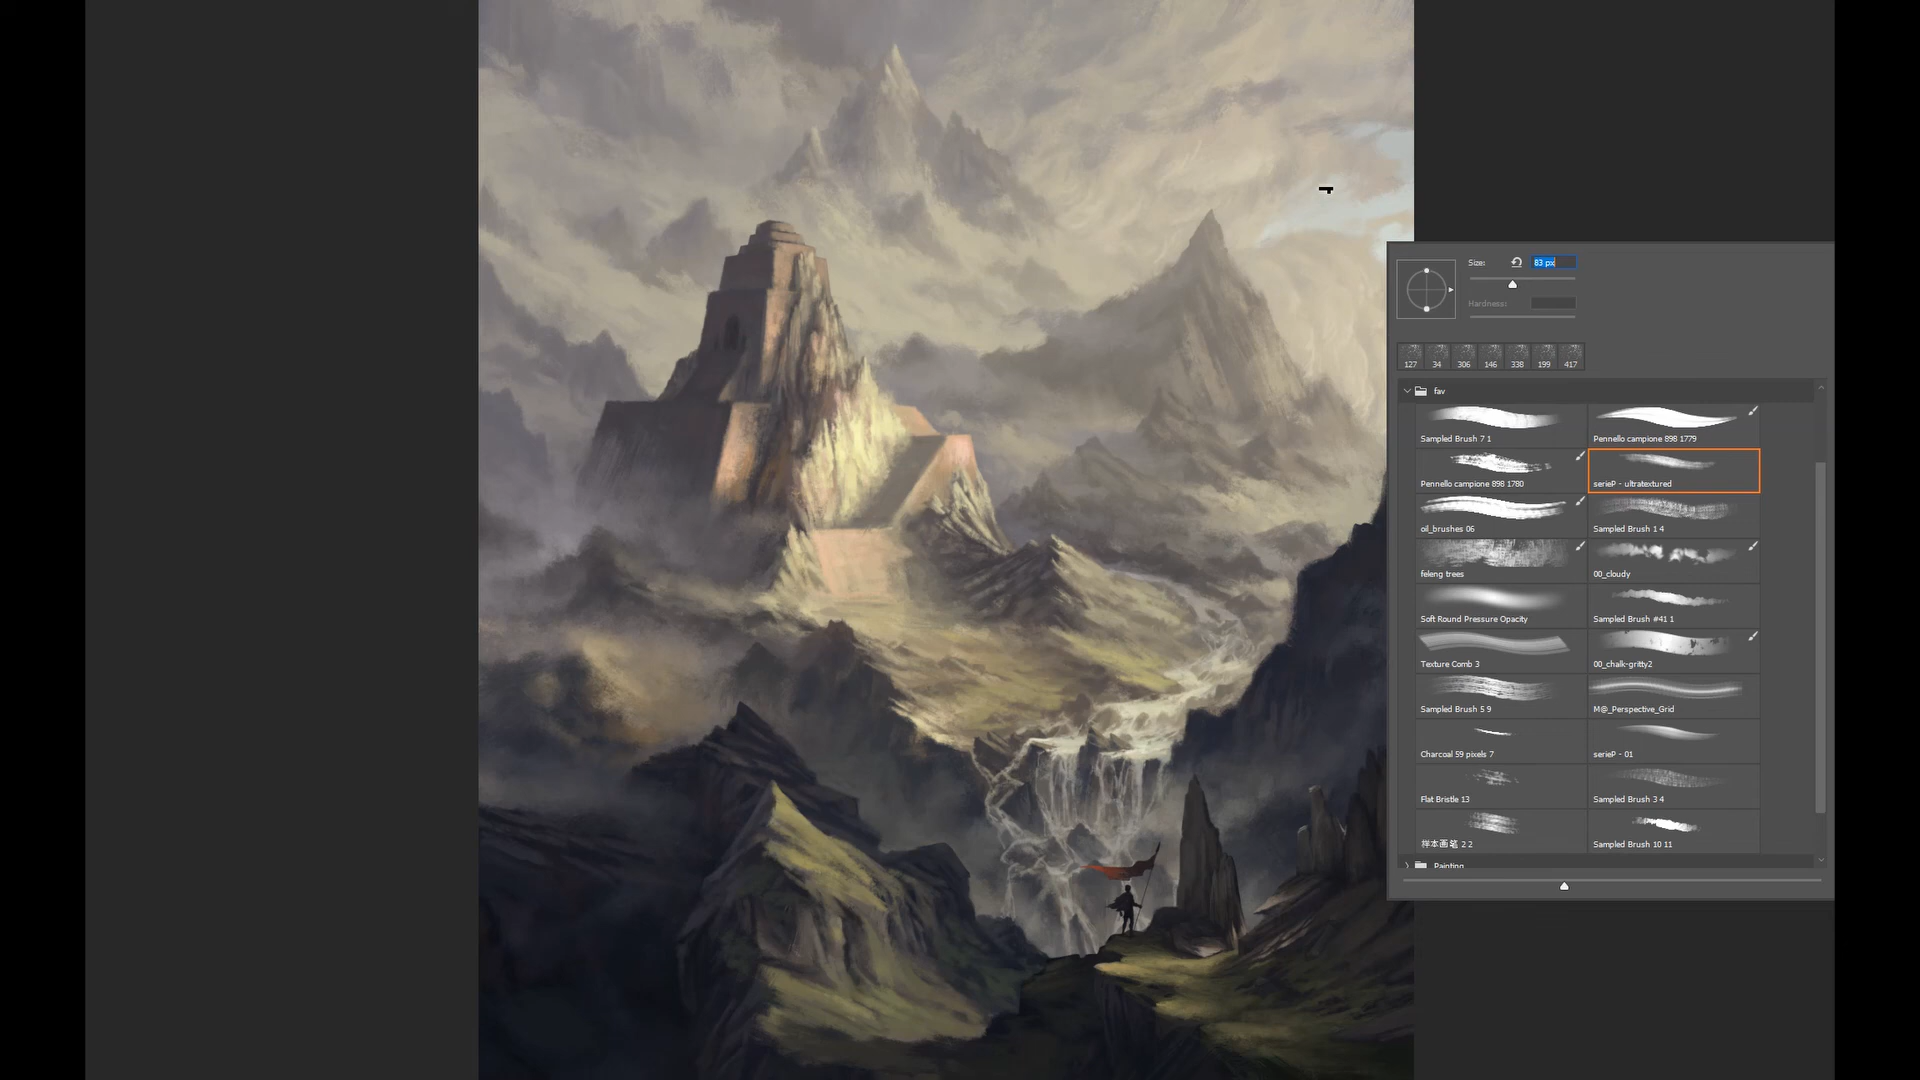 Size:
83 px
Hardness:
127 34 306 146 338 199 417
fav
Sampled Brush 7 1
Pennello campione 898 1779
Pennello campione 898 1780
serieP - ultratextured
oil_brushes 06
Sampled Brush 1 4
feleng trees
00_cloudy
Soft Round Pressure Opacity
Sampled Brush #41 1
Texture Comb 3
00_chalk-gritty2
Sampled Brush 5 9
M@_Perspective_Grid
Charcoal 59 pixels 7
serieP - 01
Flat Bristle 13
Sampled Brush 3 4
样本画笔 2 2
Sampled Brush 10 11
Painting